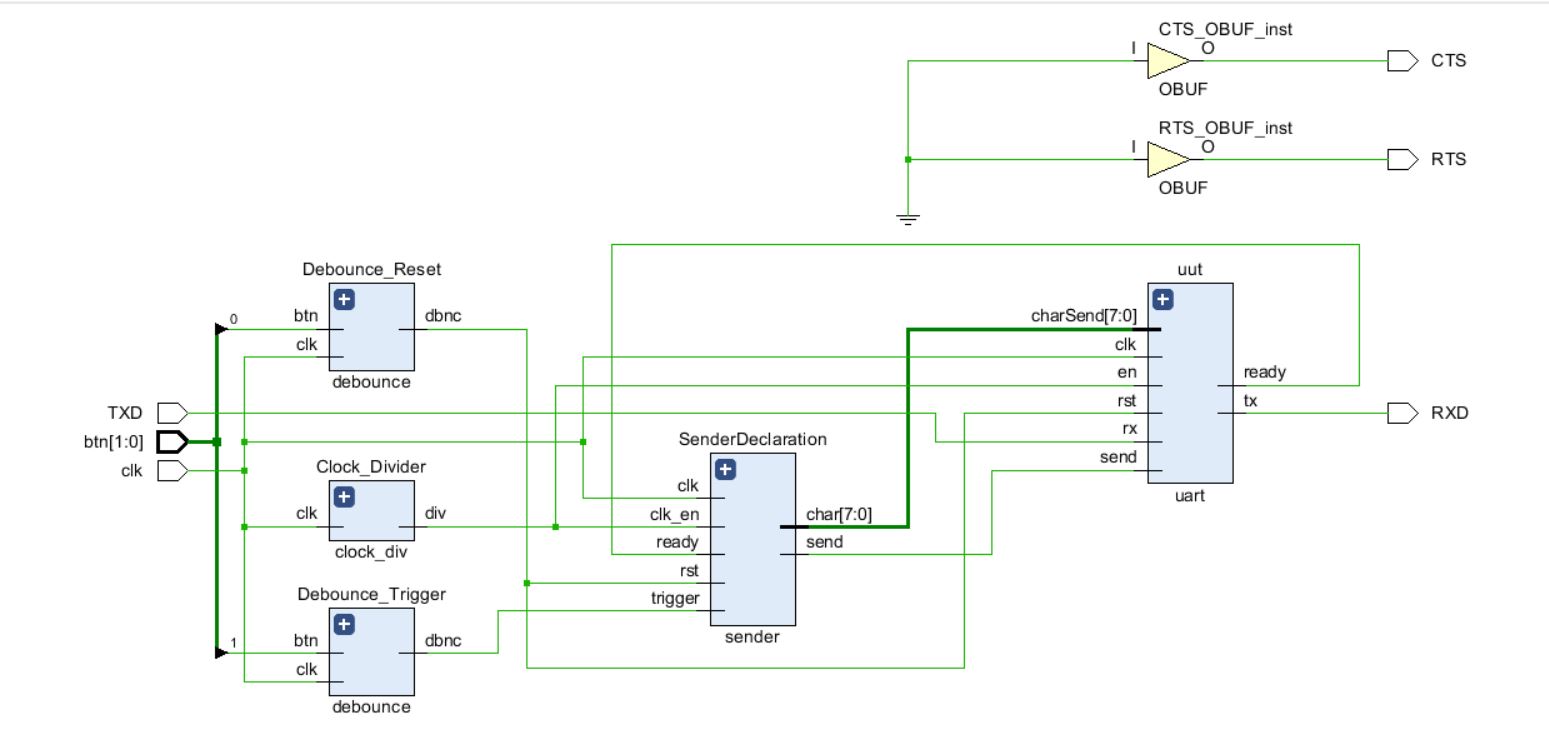 CTS_OBUF_inst
I
O
CTS
OBUF
RTS_OBUF_inst
I
O
RTS
OBUF
Debounce_Reset
0
btn
dbnc
clk
debounce
uut
charSend[7:0]
clk
en
ready
rst
tx
rx
send
uart
TXD
btn[1:0]
clk
RXD
Clock_Divider
clk
div
clock_div
SenderDeclaration
clk
clk_en
char[7:0]
ready
send
rst
trigger
sender
Debounce_Trigger
1
btn
dbnc
clk
debounce